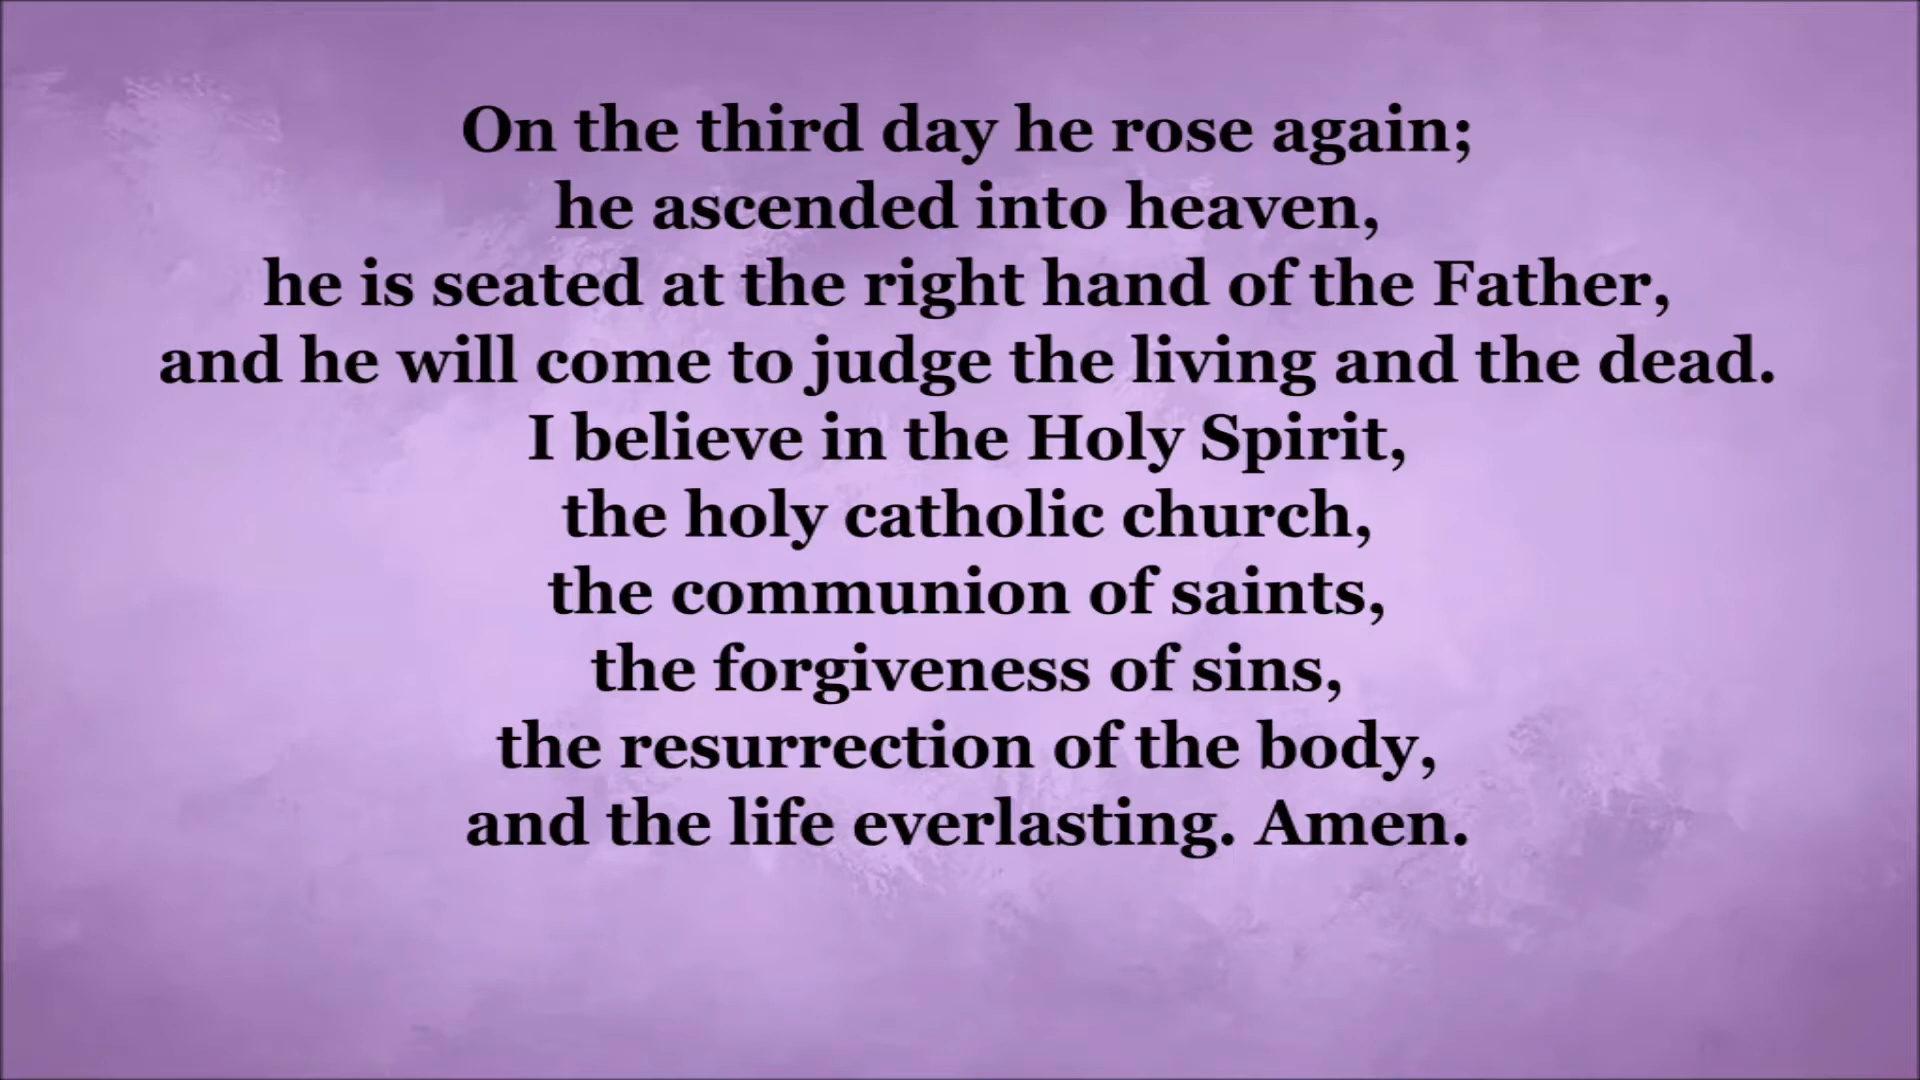 On the third day he rose again;
he ascended into heaven,
he is seated at the right hand of the Father,
and he will come to judge the living and the dead.
I believe in the Holy Spirit,
the holy catholic church,
the communion of saints,
the forgiveness of sins,
the resurrection of the body,
and the life everlasting. Amen.